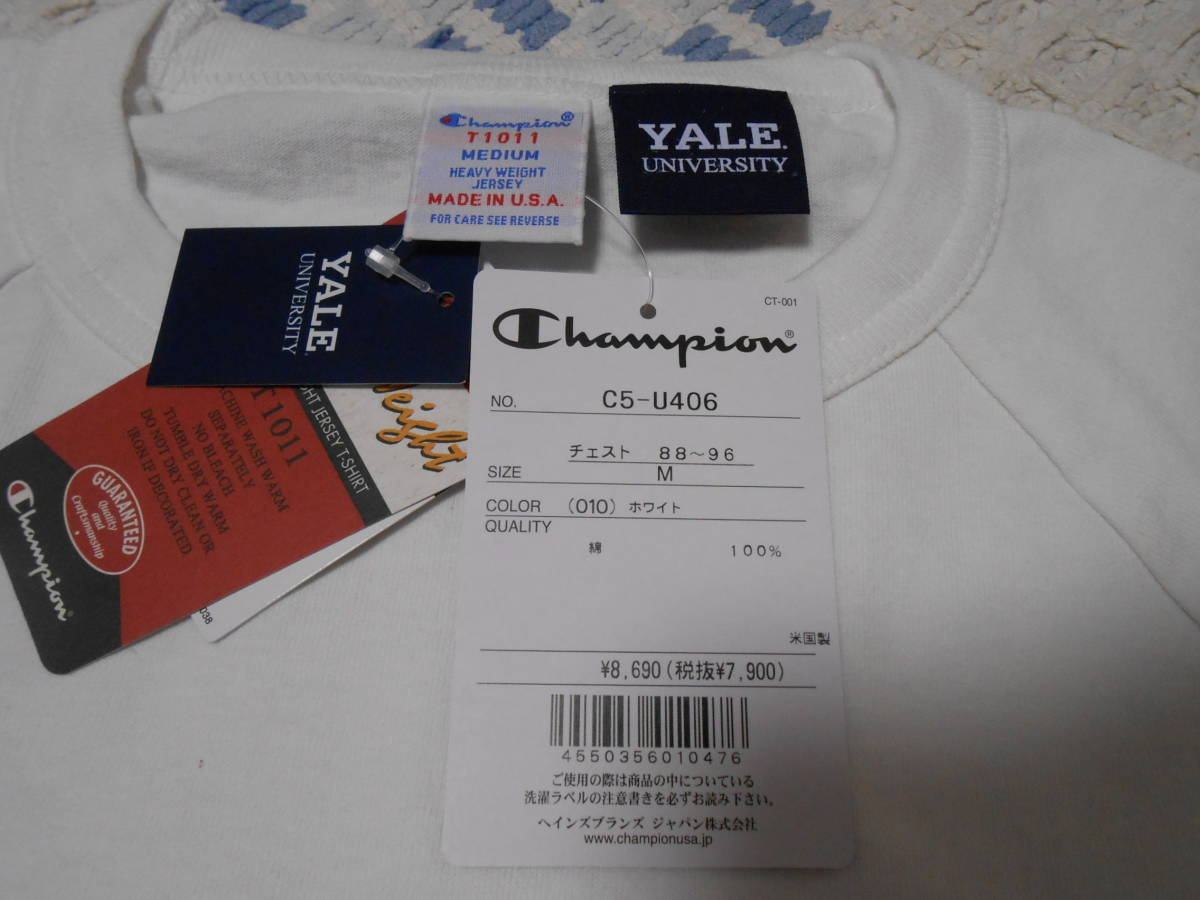 Champion®
T1011
MEDIUM
HEAVY WEIGHT
JERSEY
MADE IN U.S.A.
FOR CARE SEE REVERSE
YALE.
UNIVERSITY
YALE
UNIVERSITY
Weight
GHT JERSEY T-SHIRT
T1011
MACHINE WASH WARM
SEPARATELY
NO BLEACH
TUMBLE DRY WARM
DO NOT DRY CLEAN OR
IRON IF DECORATED
GUARANTEED
Quality
and
Craftsmanship
Champion®
038
CT-001
Champion®
NO. C5-U406
チェスト 88～96
SIZE M
COLOR (010) ホワイト
QUALITY
綿 100%
米国製
¥8,690(税抜¥7,900)
4550356010476
ご使用の際は商品の中についている
洗濯ラベルの注意書きを必ずお読み下さい。
ヘインズブランズ ジャパン株式会社
www.championusa.jp